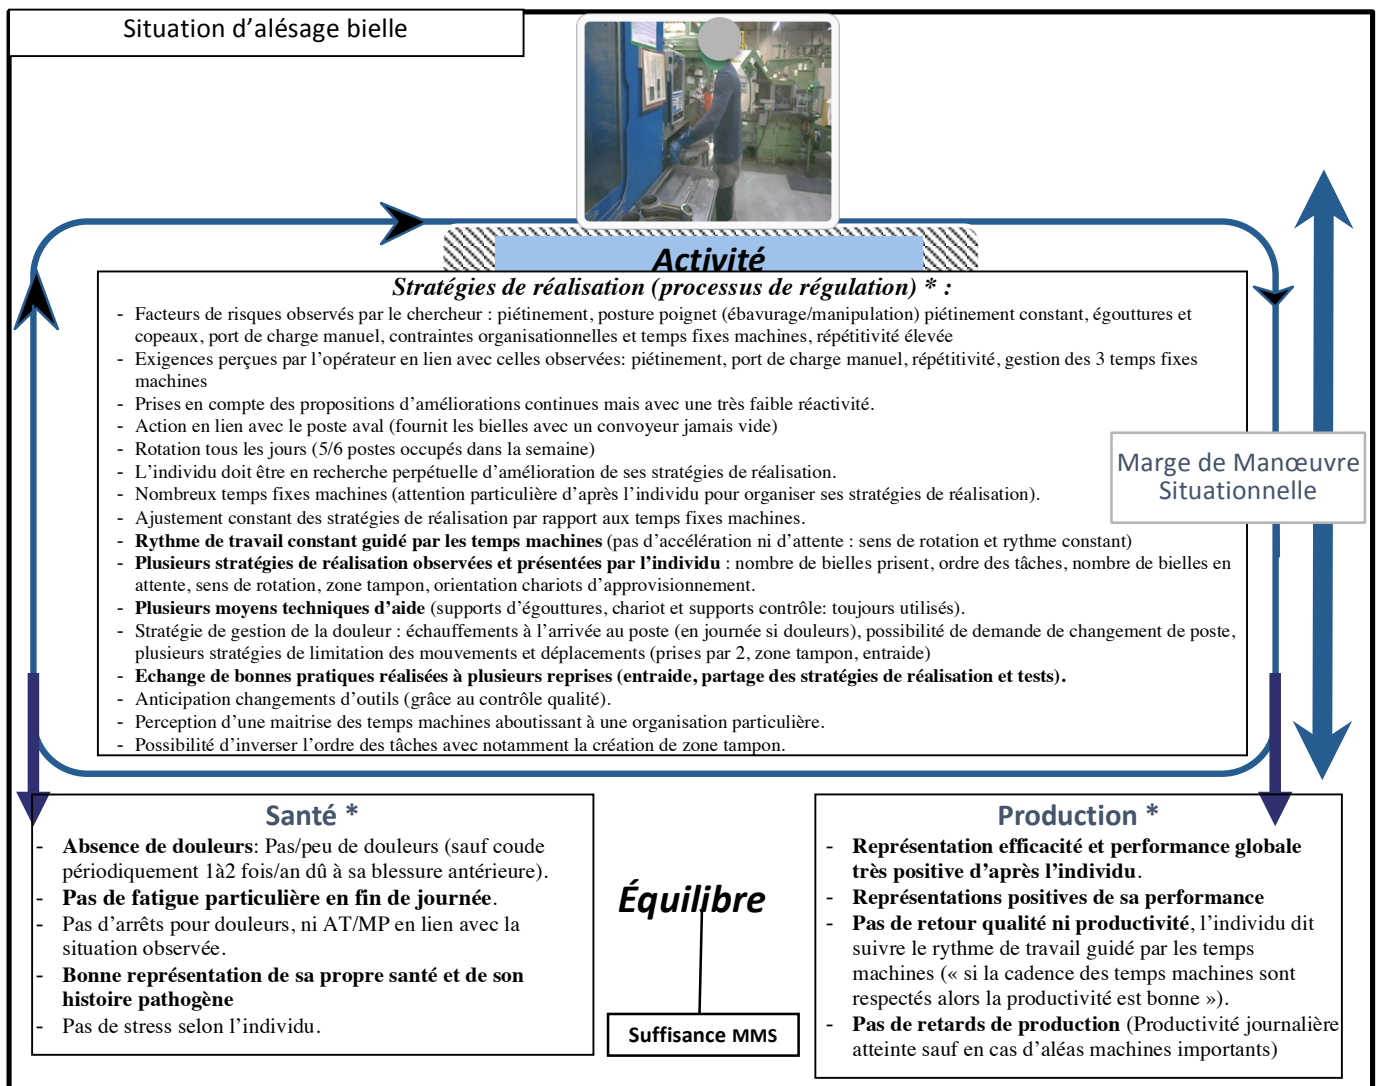 Situation d’alésage bielle
Activité
Stratégies de réalisation (processus de régulation) * :
- Facteurs de risques observés par le chercheur : piétinement, posture poignet (ébavurage/manipulation) piétinement constant, égouttures et
copeaux, port de charge manuel, contraintes organisationnelles et temps fixes machines, répétitivité élevée
- Exigences perçues par l’opérateur en lien avec celles observées: piétinement, port de charge manuel, répétitivité, gestion des 3 temps fixes
machines
- Prises en compte des propositions d’améliorations continues mais avec une très faible réactivité.
- Action en lien avec le poste aval (fournit les bielles avec un convoyeur jamais vide)
- Rotation tous les jours (5/6 postes occupés dans la semaine)
- L’individu doit être en recherche perpétuelle d’amélioration de ses stratégies de réalisation.
- Nombreux temps fixes machines (attention particulière d’après l’individu pour organiser ses stratégies de réalisation).
- Ajustement constant des stratégies de réalisation par rapport aux temps fixes machines.
- Rythme de travail constant guidé par les temps machines (pas d’accélération ni d’attente : sens de rotation et rythme constant)
- Plusieurs stratégies de réalisation observées et présentées par l’individu : nombre de bielles prisent, ordre des tâches, nombre de bielles en
attente, sens de rotation, zone tampon, orientation chariots d’approvisionnement.
- Plusieurs moyens techniques d’aide (supports d’égouttures, chariot et supports contrôle: toujours utilisés).
- Stratégie de gestion de la douleur : échauffements à l’arrivée au poste (en journée si douleurs), possibilité de demande de changement de poste,
plusieurs stratégies de limitation des mouvements et déplacements (prises par 2, zone tampon, entraide)
- Echange de bonnes pratiques réalisées à plusieurs reprises (entraide, partage des stratégies de réalisation et tests).
- Anticipation changements d’outils (grâce au contrôle qualité).
- Perception d’une maitrise des temps machines aboutissant à une organisation particulière.
- Possibilité d’inverser l’ordre des tâches avec notamment la création de zone tampon.
Marge de Manœuvre
Situationnelle
Santé *
- Absence de douleurs: Pas/peu de douleurs (sauf coude
périodiquement 1à2 fois/an dû à sa blessure antérieure).
- Pas de fatigue particulière en fin de journée.
- Pas d’arrêts pour douleurs, ni AT/MP en lien avec la
situation observée.
- Bonne représentation de sa propre santé et de son
histoire pathogène
- Pas de stress selon l’individu.
Équilibre
Suffisance MMS
Production *
- Représentation efficacité et performance globale
très positive d’après l’individu.
- Représentations positives de sa performance
- Pas de retour qualité ni productivité, l’individu dit
suivre le rythme de travail guidé par les temps
machines (« si la cadence des temps machines sont
respectés alors la productivité est bonne »).
- Pas de retards de production (Productivité journalière
atteinte sauf en cas d’aléas machines importants)